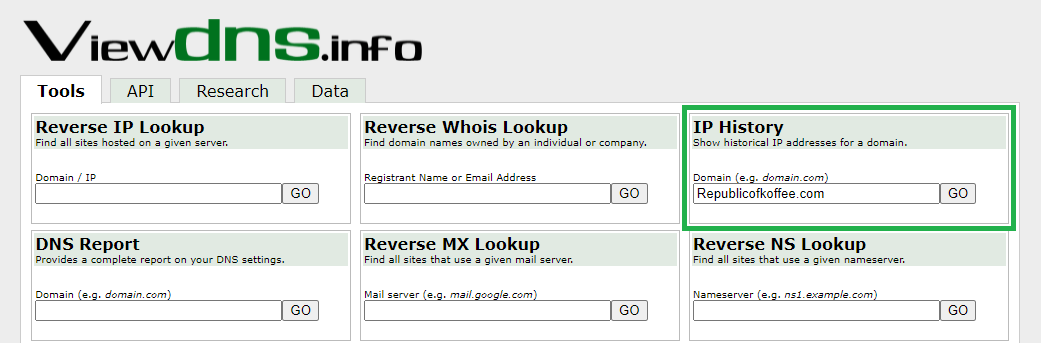 Viewdns.info
Tools API Research Data
Reverse IP Lookup
Find all sites hosted on a given server.
Domain / IP
GO
Reverse Whois Lookup
Find domain names owned by an individual or company.
Registrant Name or Email Address
GO
IP History
Show historical IP addresses for a domain.
Domain (e.g. domain.com)
Republicofkoffee.com GO
DNS Report
Provides a complete report on your DNS settings.
Domain (e.g. domain.com)
GO
Reverse MX Lookup
Find all sites that use a given mail server.
Mail server (e.g. mail.google.com)
GO
Reverse NS Lookup
Find all sites that use a given nameserver.
Nameserver (e.g. ns1.example.com)
GO